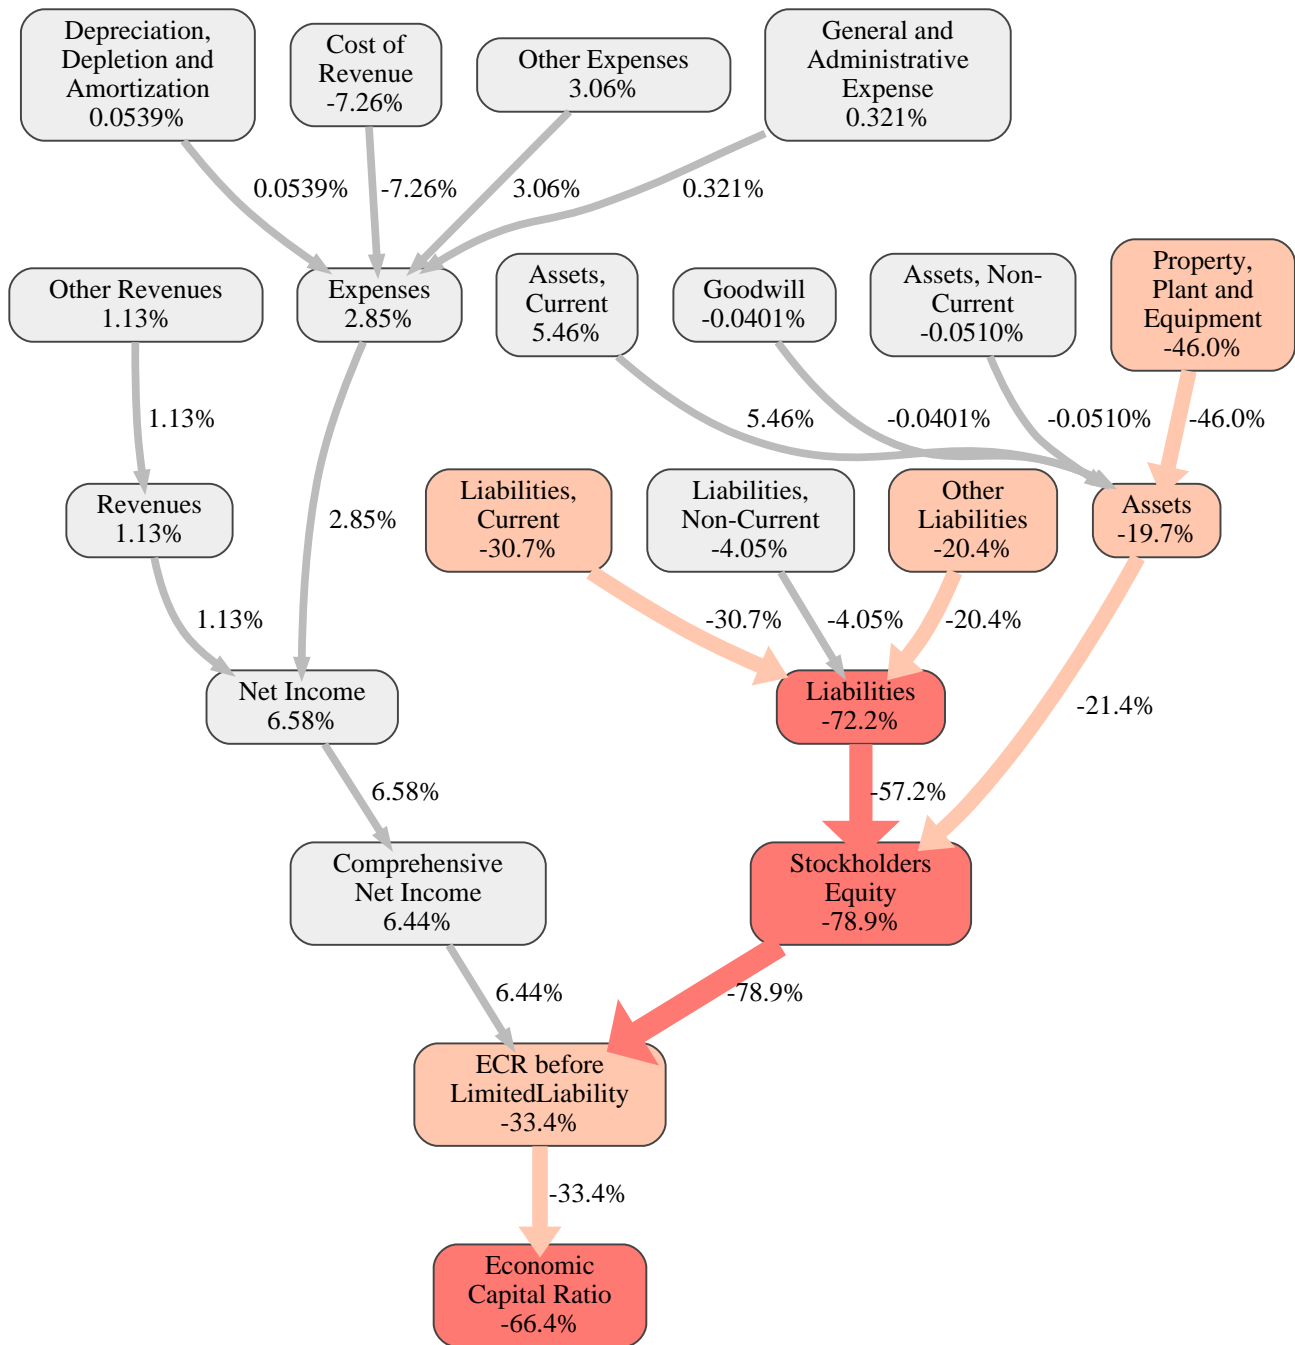 Depreciation,
Depletion and
Amortization
0.0539%
Cost of
Revenue
-7.26%
Other Expenses
3.06%
General and
Administrative
Expense
0.321%
0.0539%
-7.26%
3.06%
0.321%
Other Revenues
1.13%
Expenses
2.85%
Assets,
Current
5.46%
Goodwill
-0.0401%
Assets, Non-
Current
-0.0510%
Property,
Plant and
Equipment
-46.0%
1.13%
2.85%
5.46%
-0.0401%
-0.0510%
-46.0%
Revenues
1.13%
Liabilities,
Current
-30.7%
Liabilities,
Non-Current
-4.05%
Other
Liabilities
-20.4%
Assets
-19.7%
1.13%
-30.7%
-4.05%
-20.4%
-21.4%
Net Income
6.58%
Liabilities
-72.2%
6.58%
-57.2%
Comprehensive
Net Income
6.44%
Stockholders
Equity
-78.9%
6.44%
-78.9%
ECR before
LimitedLiability
-33.4%
-33.4%
Economic
Capital Ratio
-66.4%